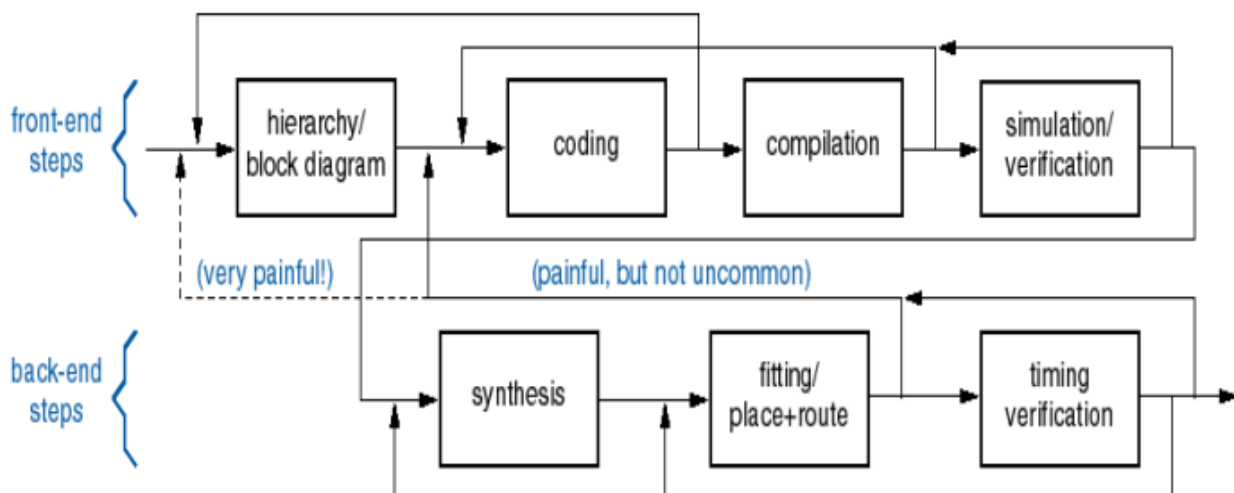 front-end
steps
hierarchy/
block diagram
coding
compilation
simulation/
verification
(very painful!)
(painful, but not uncommon)
back-end
steps
synthesis
fitting/
place+route
timing
verification